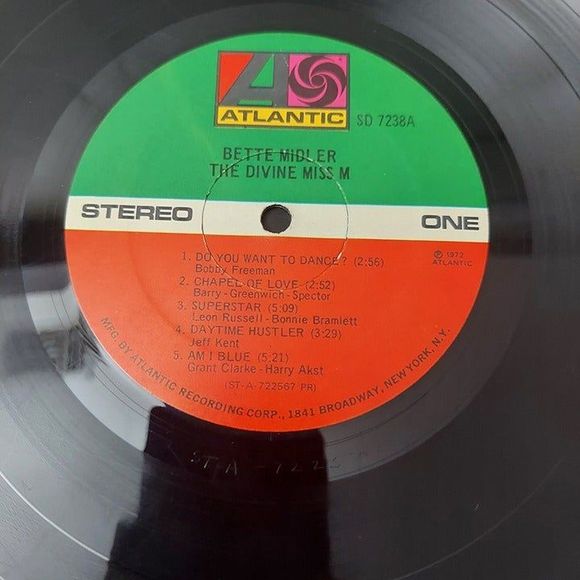 A
ATLANTIC SD 7238A
BETTE MIDLER
THE DIVINE MISS M
STEREO ONE
1. DO YOU WANT TO DANCE? (2:56)
Bobby Freeman
2. CHAPEL OF LOVE (2:52)
Barry-Greenwich-Spector
3. SUPERSTAR (5:09)
Leon Russell-Bonnie Bramlett
4. DAYTIME HUSTLER (3:29)
Jeff Kent
5. AM I BLUE (5:21)
Grant Clarke-Harry Akst
(ST-A-722567 PR)
℗ 1972
ATLANTIC
MFG. BY ATLANTIC RECORDING CORP., 1841 BROADWAY, NEW YORK, N.Y.